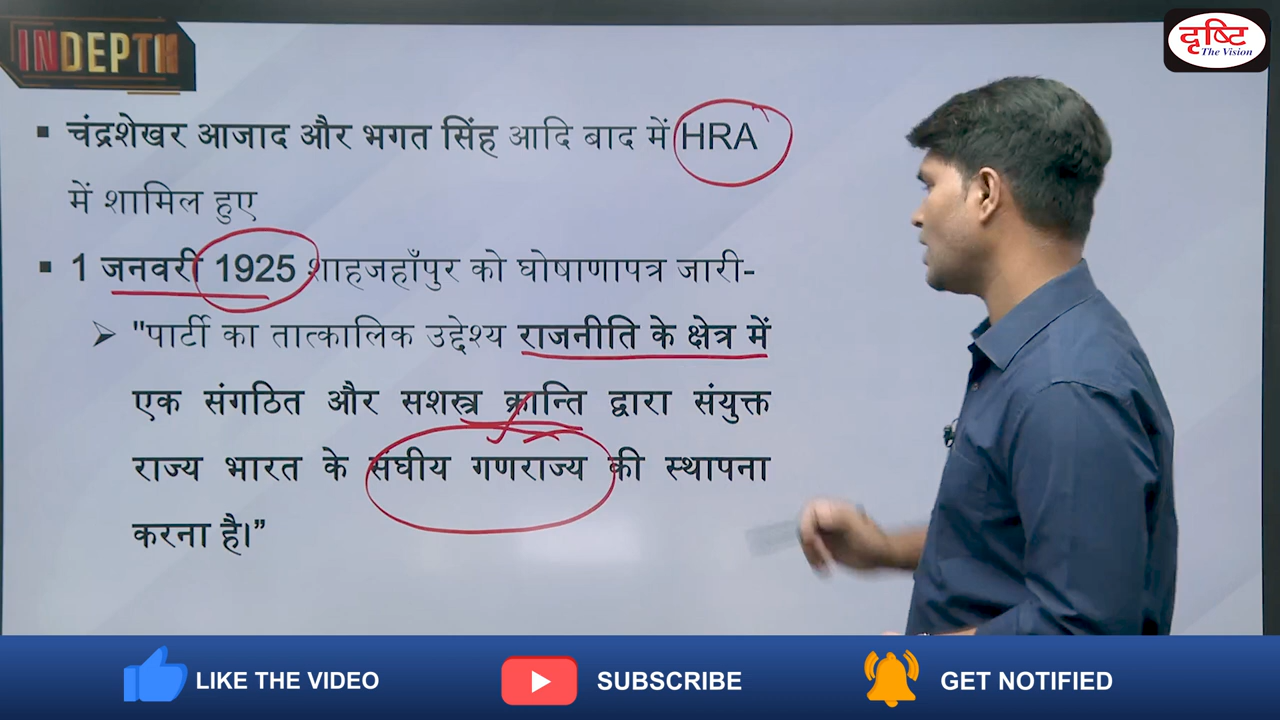 INDEPTH
दृष्टि
The Vision
▪ चंद्रशेखर आजाद और भगत सिंह आदि बाद में HRA
में शामिल हुए
▪ 1 जनवरी 1925 शाहजहाँपुर को घोषाणापत्र जारी-
➢ "पार्टी का तात्कालिक उद्देश्य राजनीति के क्षेत्र में
एक संगठित और सशस्त्र क्रान्ति द्वारा संयुक्त
राज्य भारत के संघीय गणराज्य की स्थापना
करना है।”
LIKE THE VIDEO
SUBSCRIBE
GET NOTIFIED